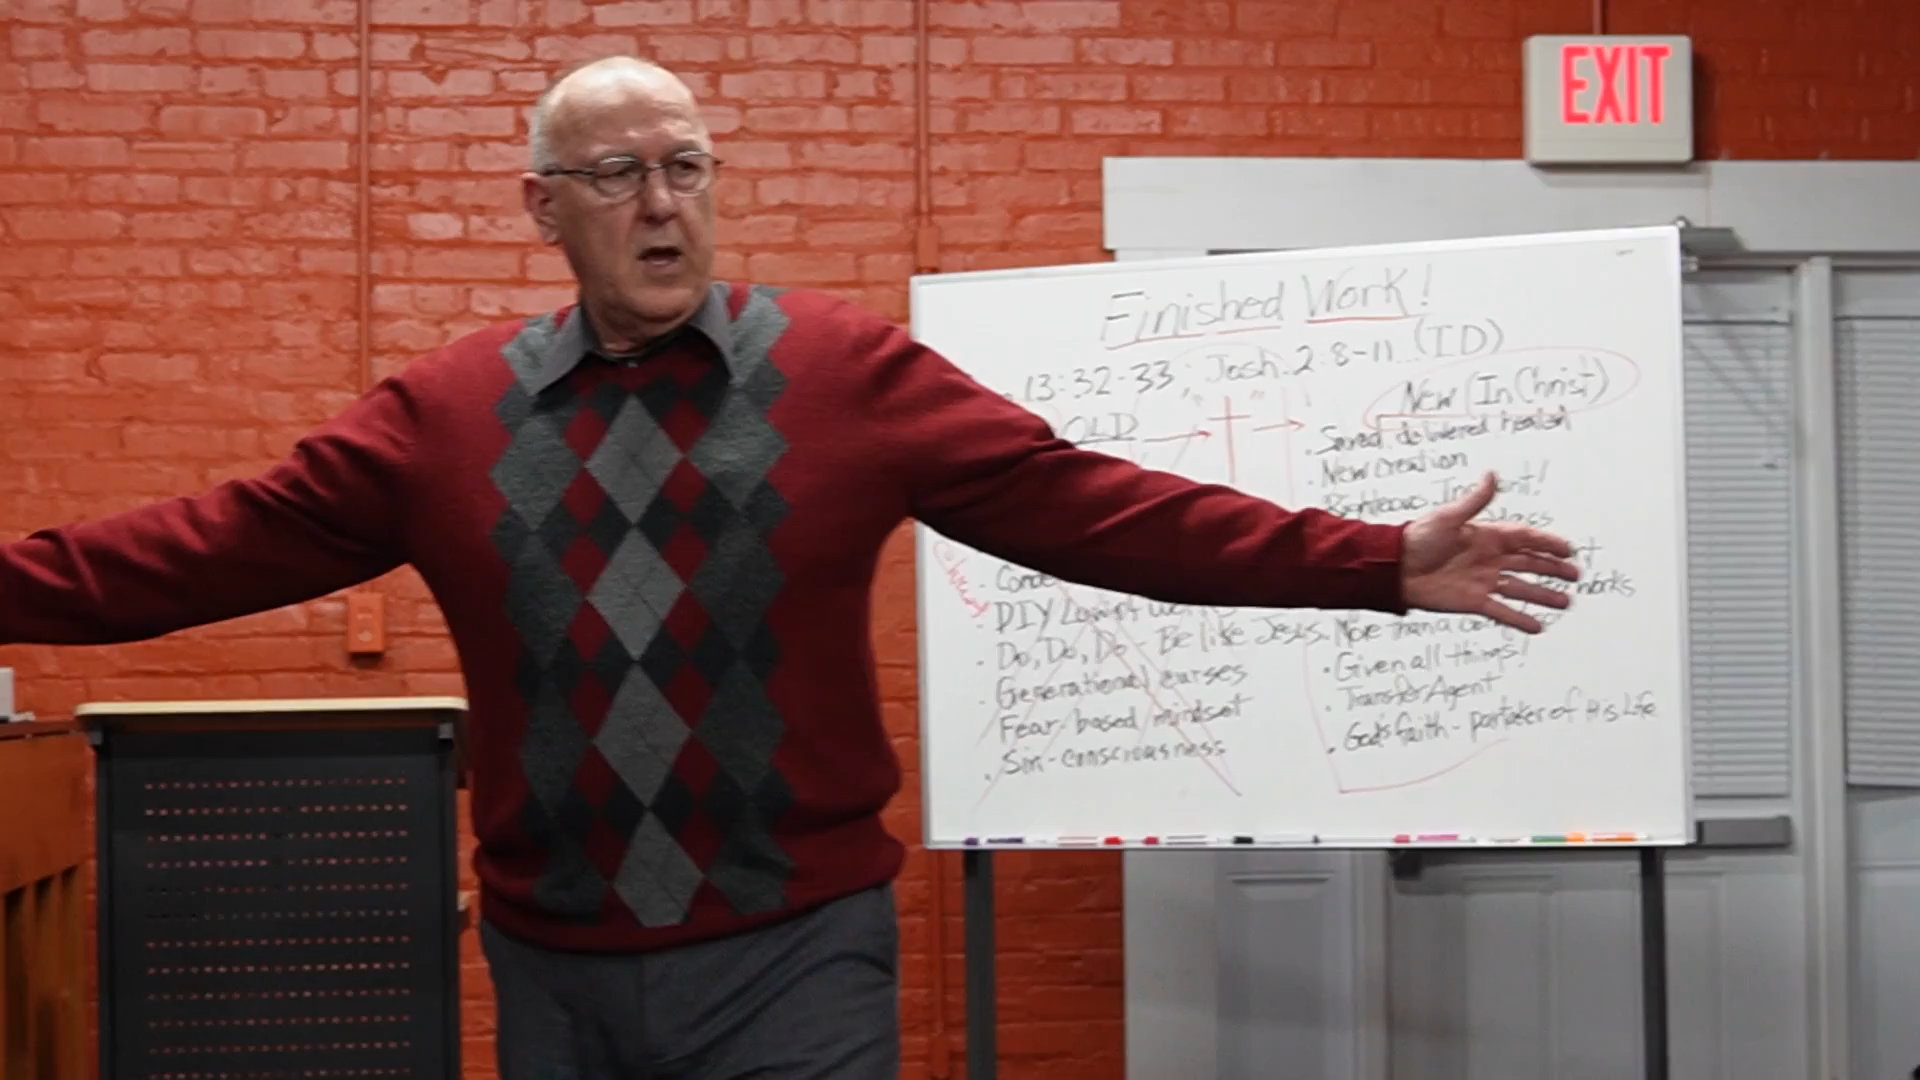 EXIT
Finished Work!
13:32-33; Josh. 2:8-11 (ID)
OLD
New (In Christ)
. Saved, delivered, healed
. New creation
Righteous
. DIY Law of
. Do, Do, Do - Be like Jesus
. Generational curses
Fear-based mindset
. Sin-consciousness
works
. More than a
. Given all things!
. Transfer Agent
. God's faith - partaker of His Life